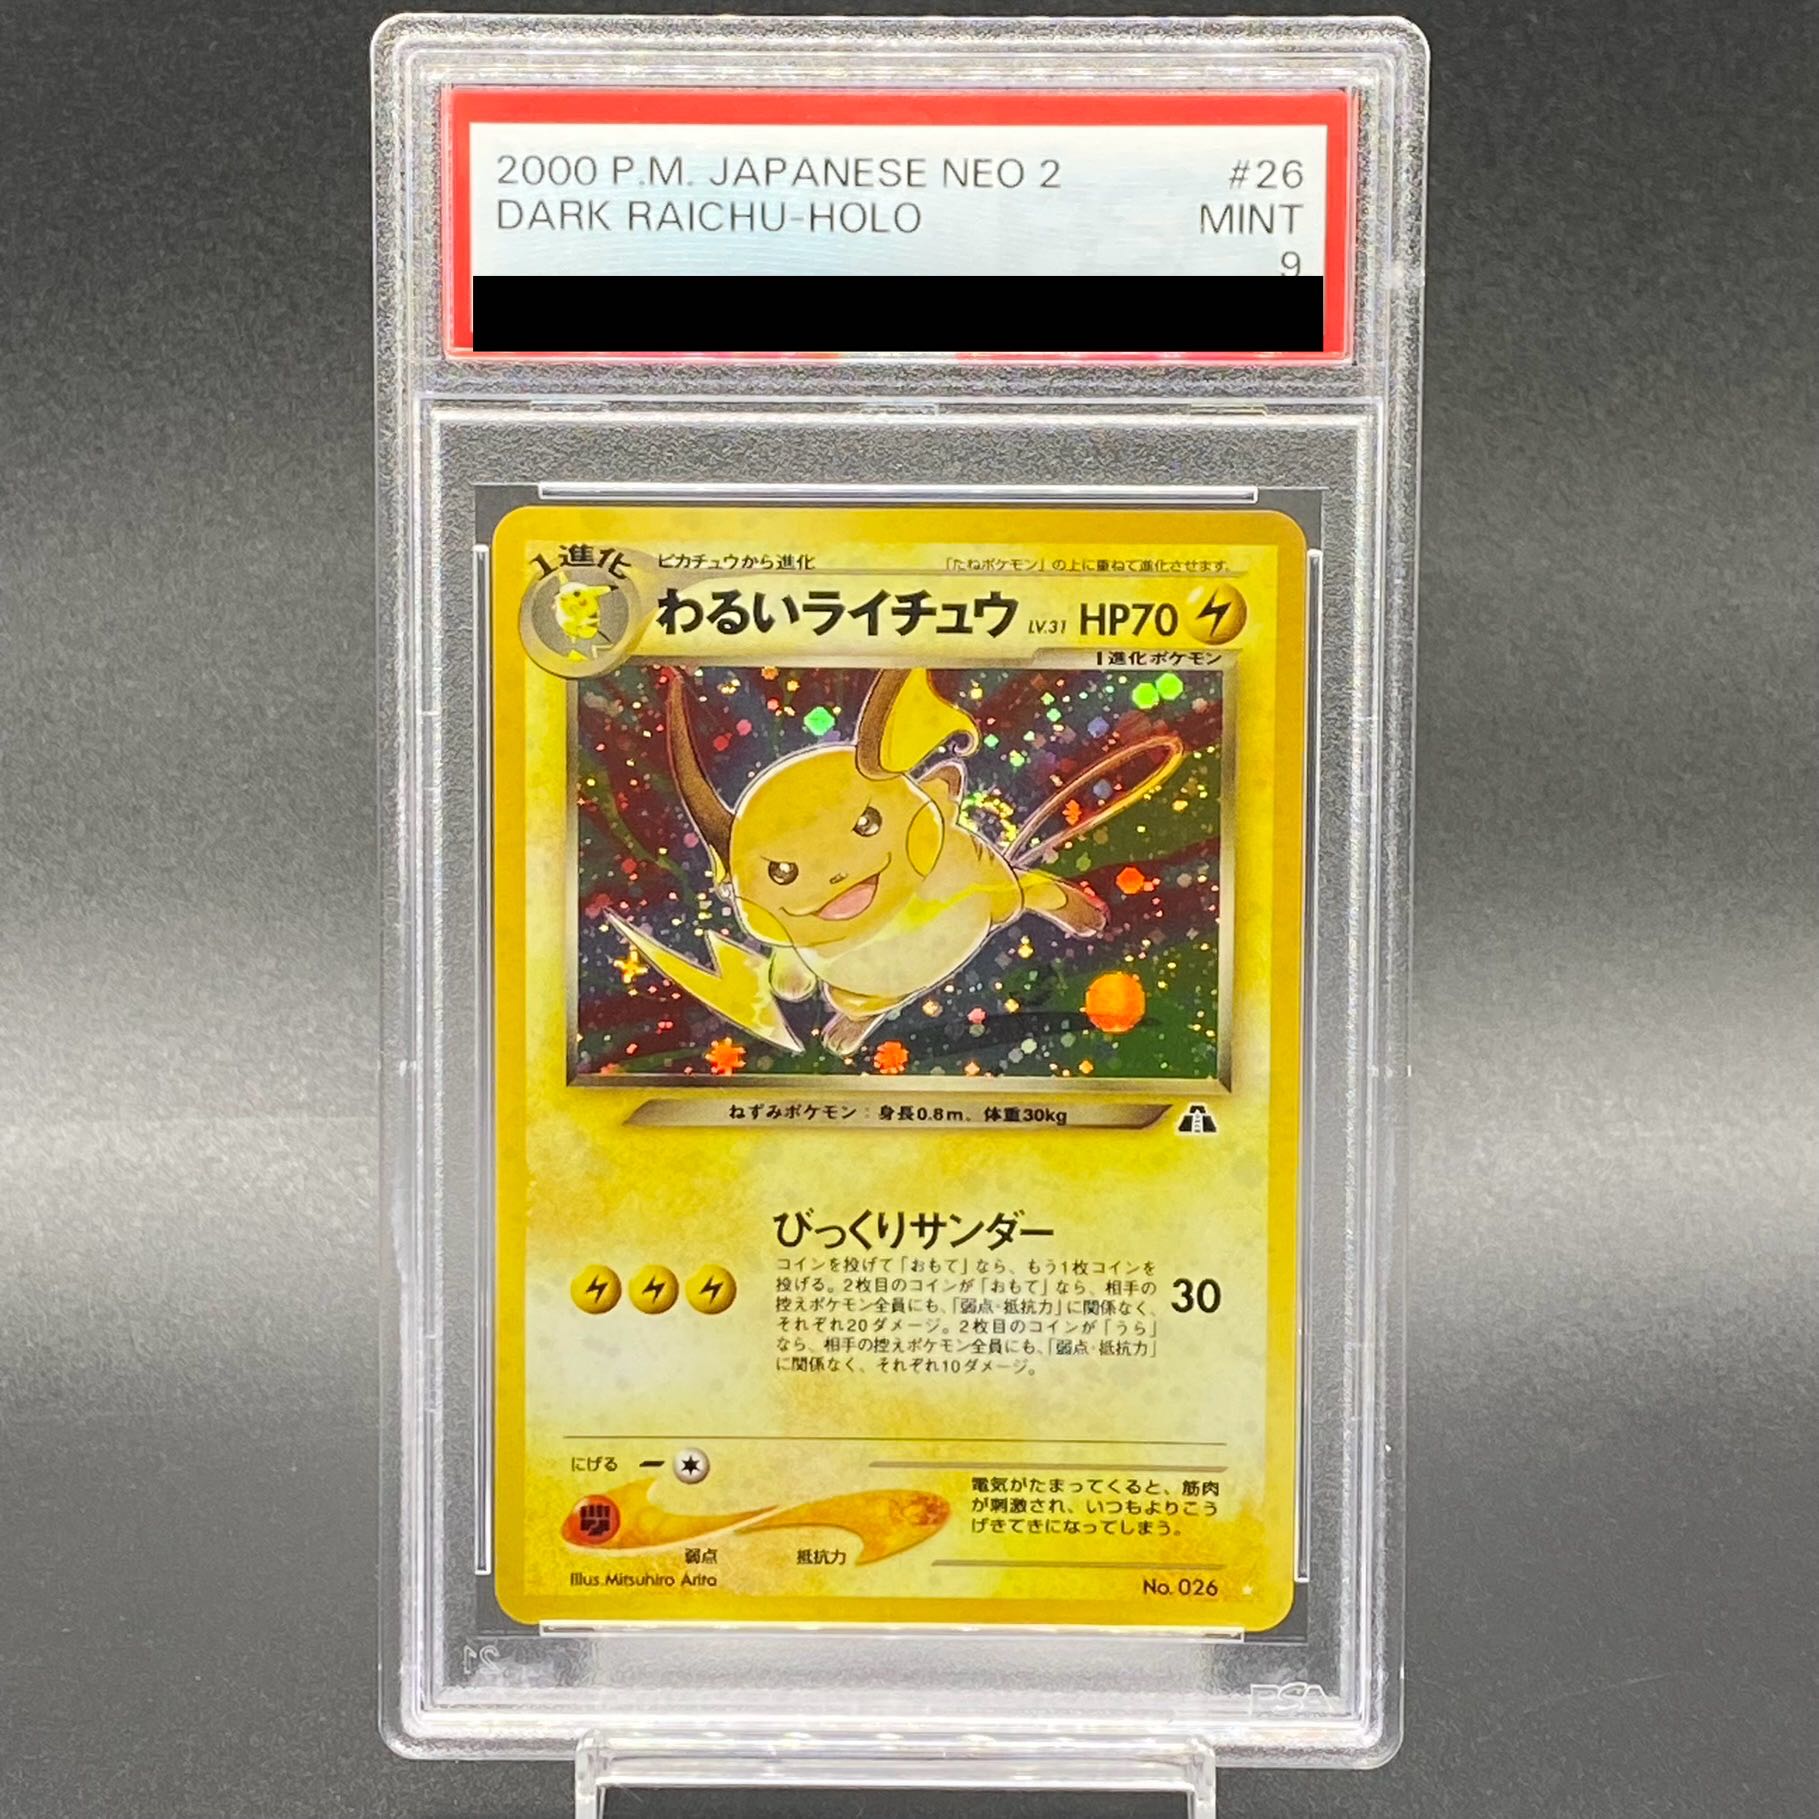 2000 P.M. JAPANESE NEO 2 #26
DARK RAICHU-HOLO MINT
9
1進化
ピカチュウから進化 「たねポケモン」の上に重ねて進化させます。
わるいライチュウ LV.31 HP70
1進化ポケモン
ねずみポケモン：身長0.8m、体重30kg
びっくりサンダー
コインを投げて「おもて」なら、もう1枚コインを
投げる。2枚目のコインが「おもて」なら、相手の
控えポケモン全員にも、「弱点・抵抗力」に関係なく、
それぞれ20ダメージ。2枚目のコインが「うら」
なら、相手の控えポケモン全員にも、「弱点・抵抗力」
に関係なく、それぞれ10ダメージ。
30
にげる
電気がたまってくると、筋肉
が刺激され、いつもよりこう
げきてきになってしまう。
弱点 抵抗力
Illus. Mitsuhiro Arita
No. 026
PSA